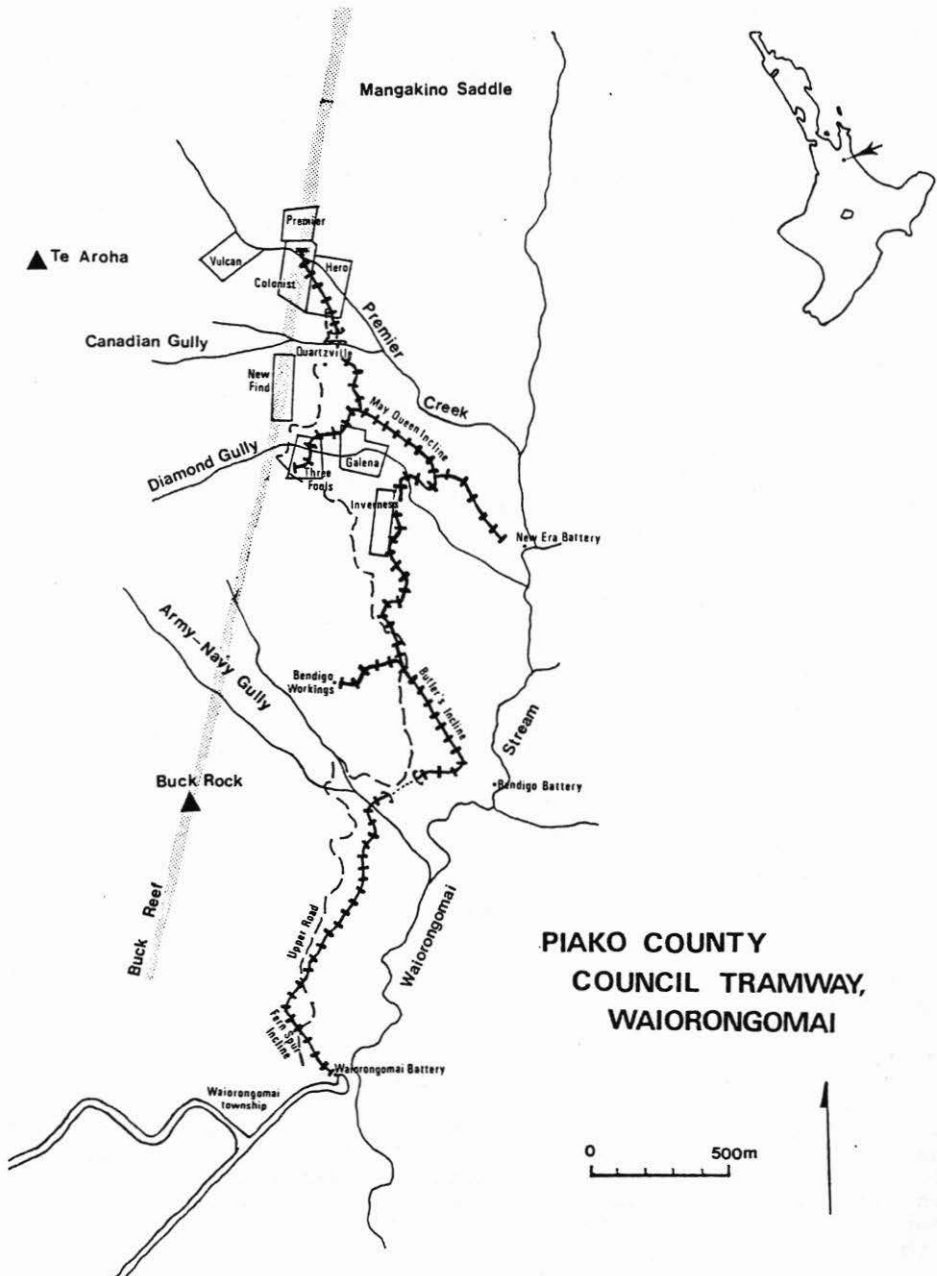 Mangakino Saddle
Premier
Te Aroha
Vulcan
Hero
Colonist
Premier
Creek
Canadian Gully
Quartzville
New
Find
May Queen Incline
Diamond Gully
Galena
Three
Fools
Inverness
New Era Battery
Army-Navy Gully
Bendigo
Workings
Butler's Incline
Stream
Buck Rock
Bendigo Battery
Buck Reef
Upper Road
Waiorongomai
PIAKO COUNTY
COUNCIL TRAMWAY,
WAIORONGOMAI
Fern Spur
Incline
Waiorongomai Battery
Waiorongomai
township
0 500m